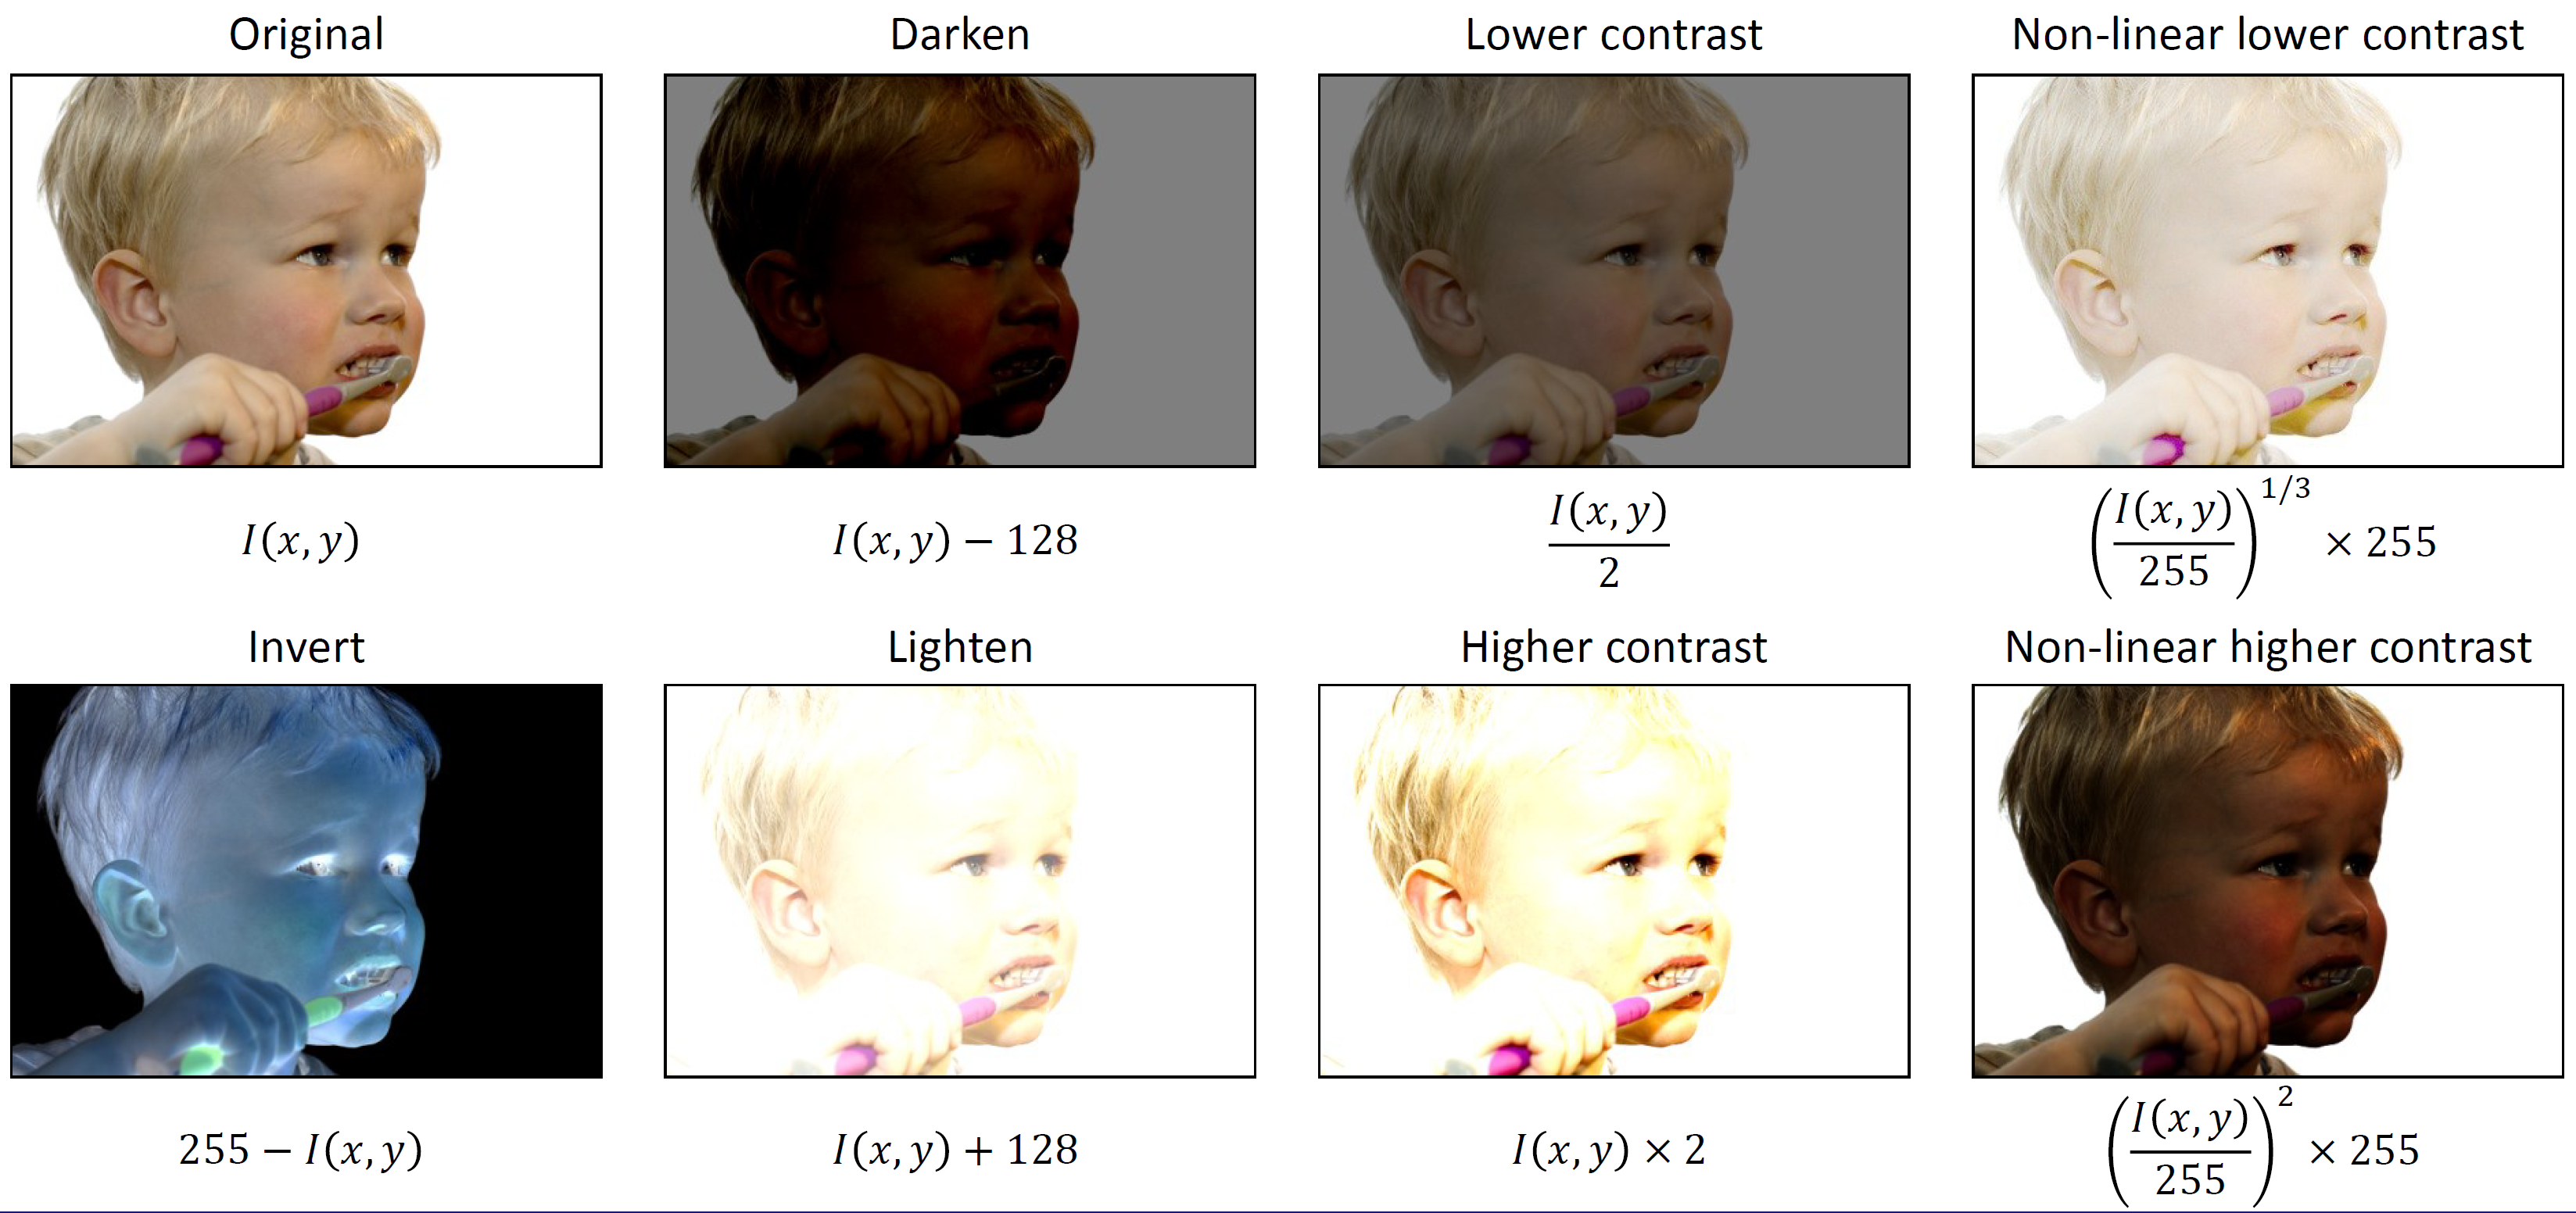 Original
Darken
Lower contrast
Non-linear lower contrast
I(x, y)
I(x, y) − 128
I(x, y) / 2
(I(x, y) / 255)^{1/3} × 255
Invert
Lighten
Higher contrast
Non-linear higher contrast
255 − I(x, y)
I(x, y) + 128
I(x, y) × 2
(I(x, y) / 255)^2 × 255